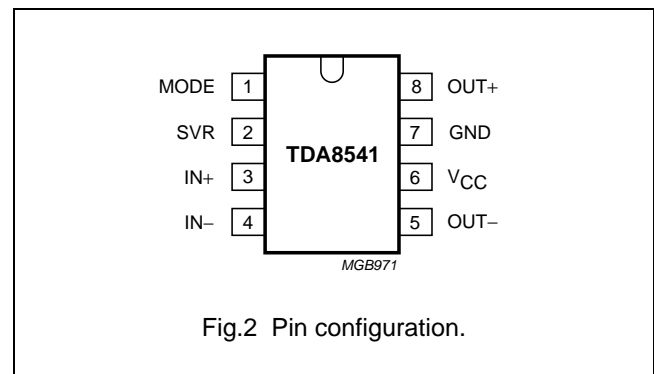 MODE 1 8 OUT+
SVR 2 7 GND
TDA8541
IN+ 3 6 VCC
IN− 4 5 OUT−
MGB971
Fig.2 Pin configuration.